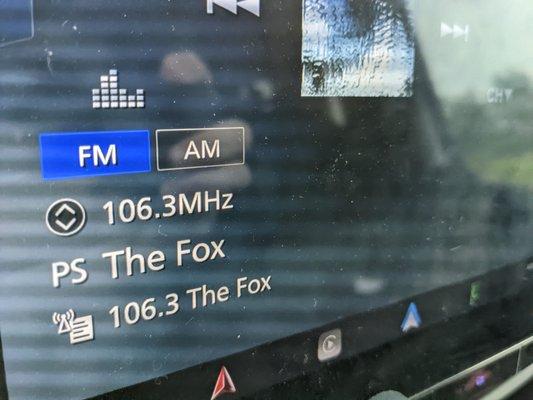 FM AM
106.3MHz
PS The Fox
106.3 The Fox